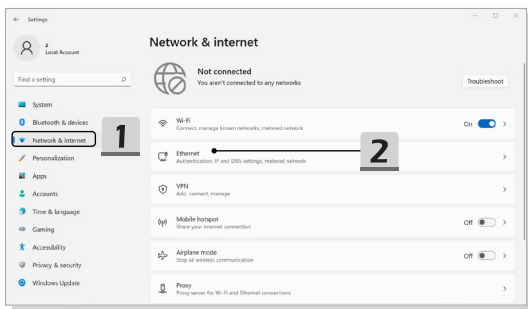 Settings
z
Local Account
Find a setting
System
Bluetooth & devices
Network & internet
Personalization
Apps
Accounts
Time & language
Gaming
Accessibility
Privacy & security
Windows Update
1
Network & internet
Not connected
You aren't connected to any networks
Troubleshoot
Wi-Fi
Connect, manage known networks, metered network
On
Ethernet
Authentication, IP and DNS settings, metered network
2
VPN
Add, connect, manage
Mobile hotspot
Share your internet connection
Off
Airplane mode
Stop all wireless communication
Off
Proxy
Proxy server for Wi-Fi and Ethernet connections